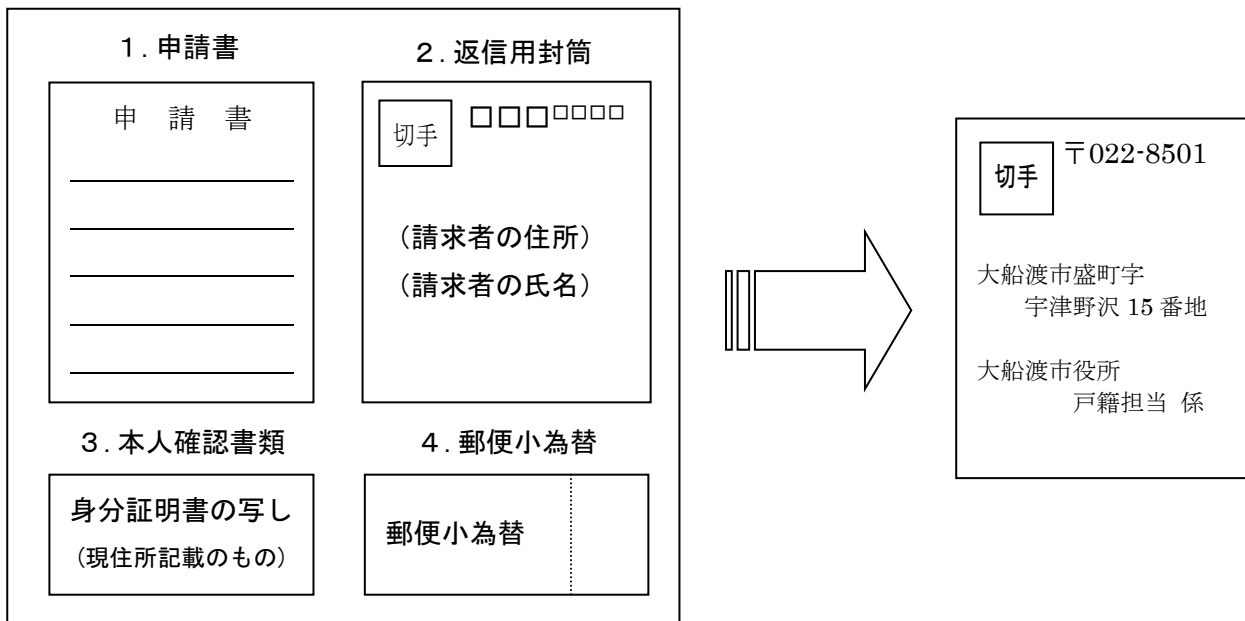 1．申請書
申 請 書
2．返信用封筒
切手
□□□□□□□
（請求者の住所）
（請求者の氏名）
3．本人確認書類
身分証明書の写し
（現住所記載のもの）
4．郵便小為替
郵便小為替
切手
〒022-8501
大船渡市盛町字
宇津野沢 15 番地
大船渡市役所
戸籍担当 係